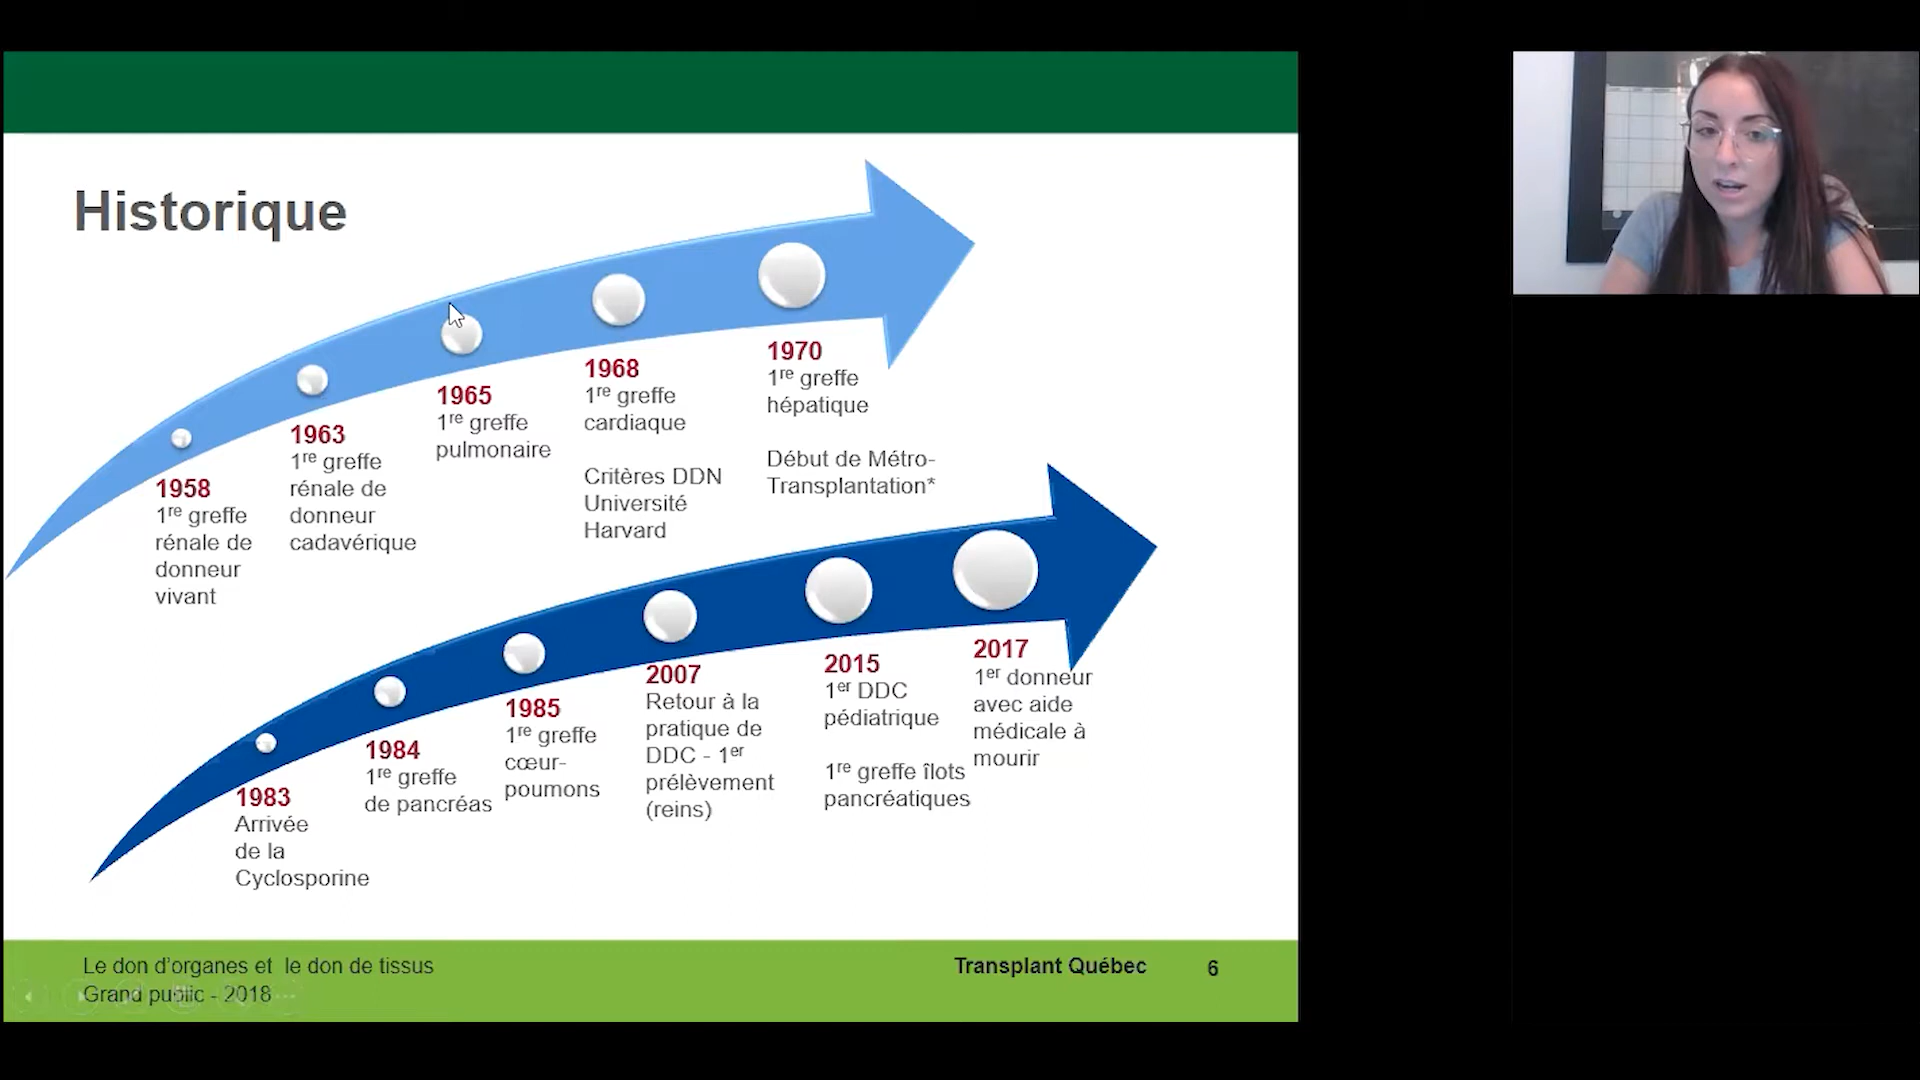 Historique
1958
1re greffe
rénale de
donneur
vivant
1963
1re greffe
rénale de
donneur
cadavérique
1965
1re greffe
pulmonaire
1968
1re greffe
cardiaque
Critères DDN
Université
Harvard
1970
1re greffe
hépatique
Début de Métro-
Transplantation*
1983
Arrivée
de la
Cyclosporine
1984
1re greffe
de pancréas
1985
1re greffe
cœur-
poumons
2007
Retour à la
pratique de
DDC - 1er
prélèvement
(reins)
2015
1er DDC
pédiatrique
1re greffe îlots
pancréatiques
2017
1er donneur
avec aide
médicale à
mourir
Le don d'organes et le don de tissus
Grand public - 2018
Transplant Québec
6